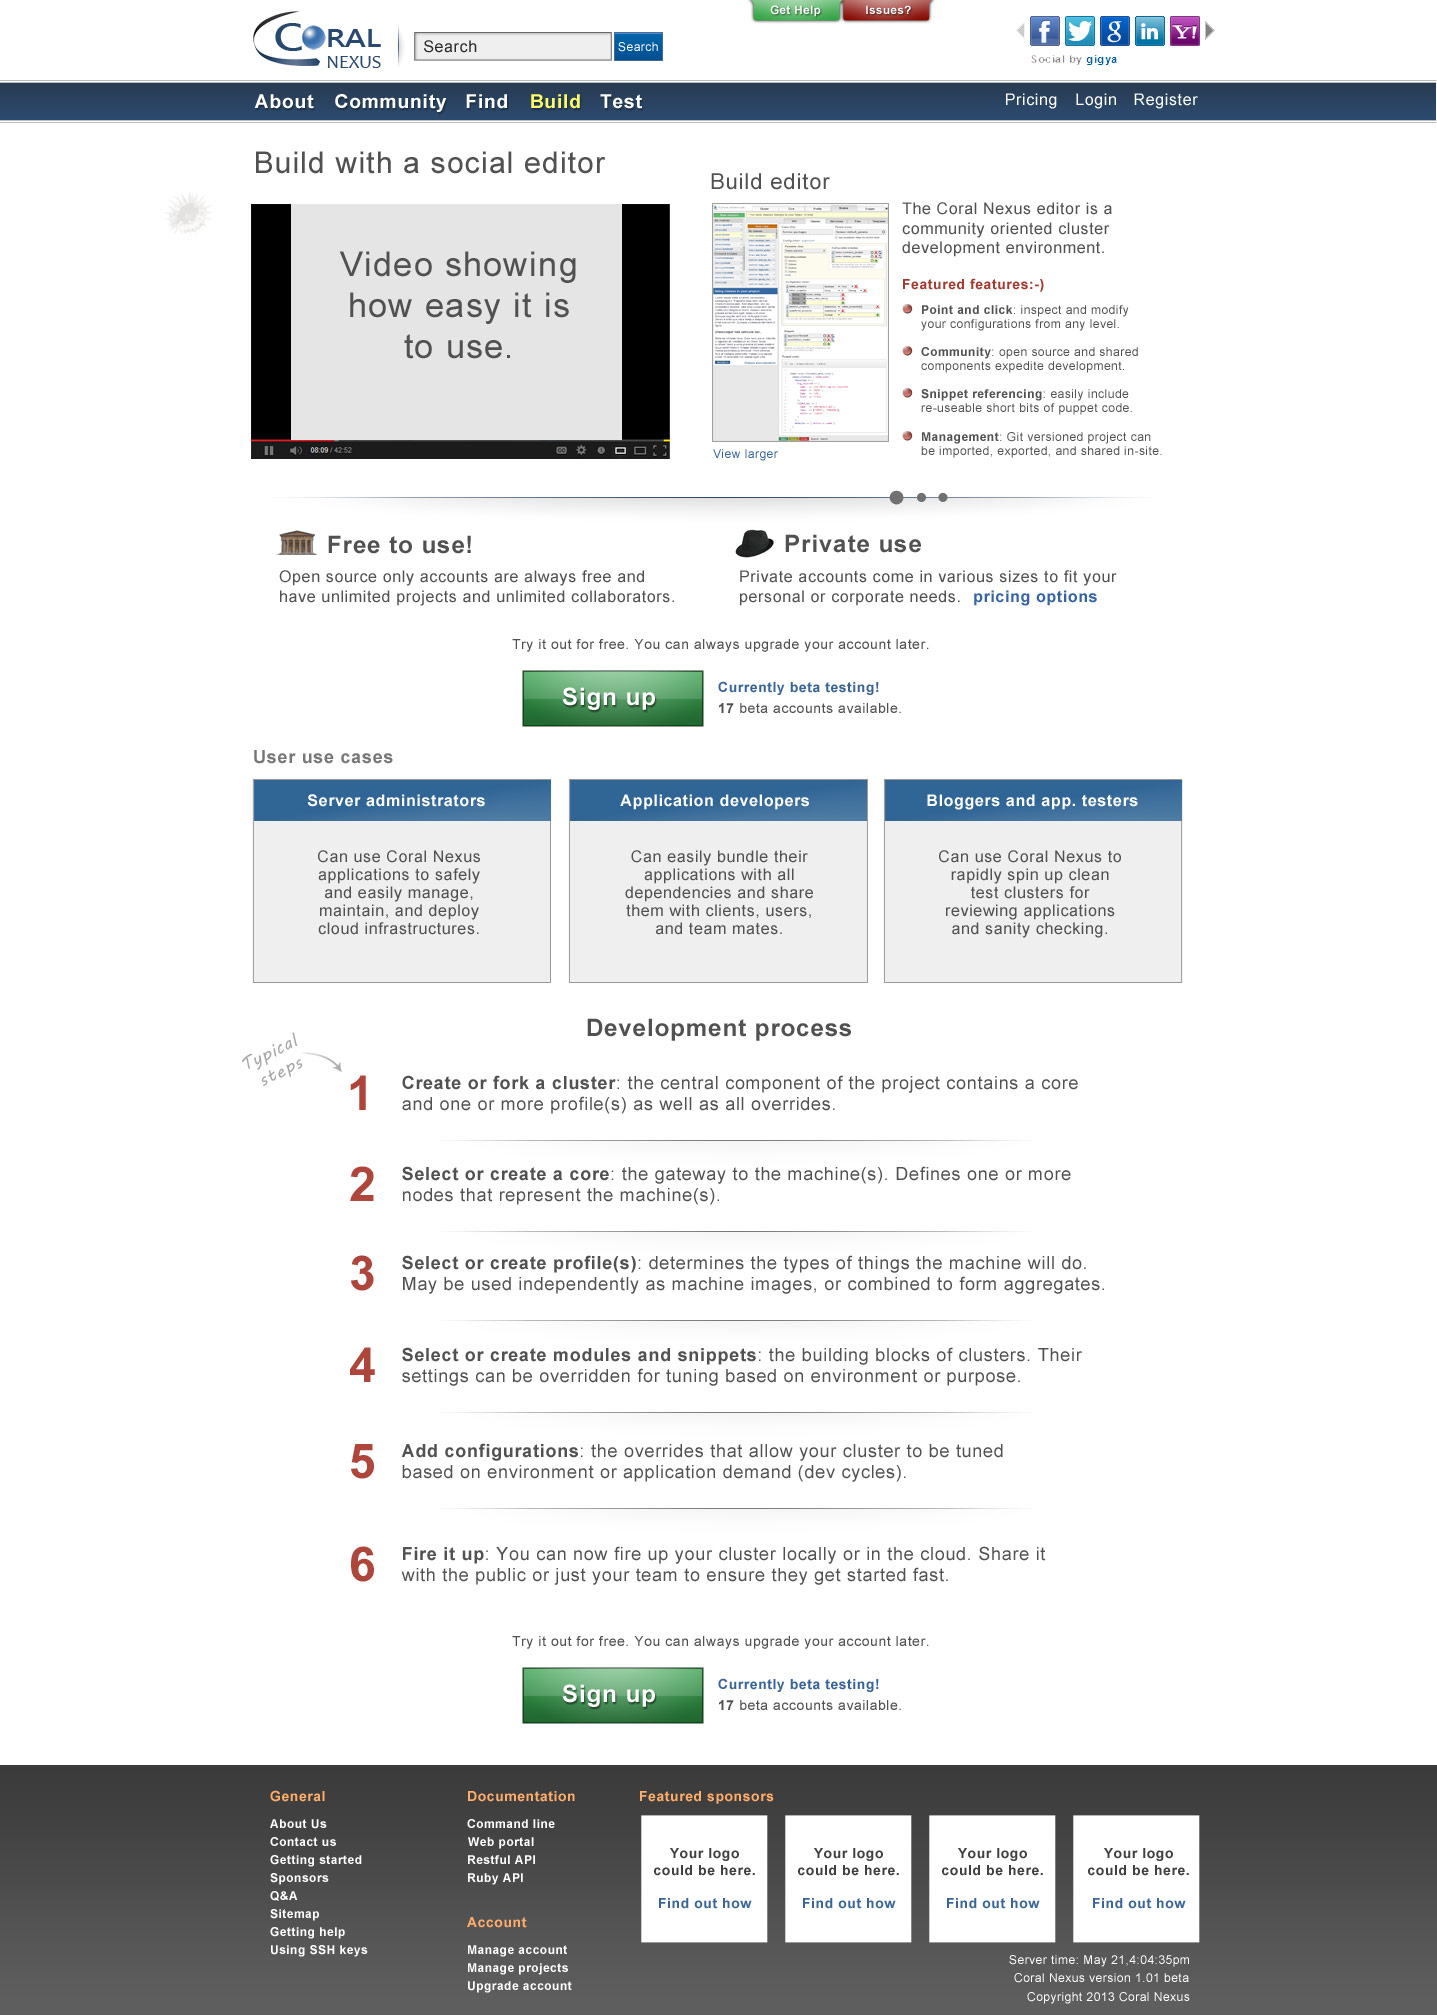 Get Help
Issues?
CORAL
NEXUS
Search
Search
Social by gigya
About
Community
Find
Build
Test
Pricing
Login
Register
Build with a social editor
Video showing
how easy it is
to use.
08:09 / 42:52
Build editor
View larger
The Coral Nexus editor is a
community oriented cluster
development environment.
Featured features:-)
Point and click: inspect and modify
your configurations from any level.
Community: open source and shared
components expedite development.
Snippet referencing: easily include
re-useable short bits of puppet code.
Management: Git versioned project can
be imported, exported, and shared in-site.
Free to use!
Open source only accounts are always free and
have unlimited projects and unlimited collaborators.
Private use
Private accounts come in various sizes to fit your
personal or corporate needs. pricing options
Try it out for free. You can always upgrade your account later.
Sign up
Currently beta testing!
17 beta accounts available.
User use cases
Server administrators
Can use Coral Nexus
applications to safely
and easily manage,
maintain, and deploy
cloud infrastructures.
Application developers
Can easily bundle their
applications with all
dependencies and share
them with clients, users,
and team mates.
Bloggers and app. testers
Can use Coral Nexus to
rapidly spin up clean
test clusters for
reviewing applications
and sanity checking.
Development process
Typical
steps
1
Create or fork a cluster: the central component of the project contains a core
and one or more profile(s) as well as all overrides.
2
Select or create a core: the gateway to the machine(s). Defines one or more
nodes that represent the machine(s).
3
Select or create profile(s): determines the types of things the machine will do.
May be used independently as machine images, or combined to form aggregates.
4
Select or create modules and snippets: the building blocks of clusters. Their
settings can be overridden for tuning based on environment or purpose.
5
Add configurations: the overrides that allow your cluster to be tuned
based on environment or application demand (dev cycles).
6
Fire it up: You can now fire up your cluster locally or in the cloud. Share it
with the public or just your team to ensure they get started fast.
Try it out for free. You can always upgrade your account later.
Sign up
Currently beta testing!
17 beta accounts available.
General
About Us
Contact us
Getting started
Sponsors
Q&A
Sitemap
Getting help
Using SSH keys
Documentation
Command line
Web portal
Restful API
Ruby API
Account
Manage account
Manage projects
Upgrade account
Featured sponsors
Your logo
could be here.
Find out how
Your logo
could be here.
Find out how
Your logo
could be here.
Find out how
Your logo
could be here.
Find out how
Server time: May 21,4:04:35pm
Coral Nexus version 1.01 beta
Copyright 2013 Coral Nexus